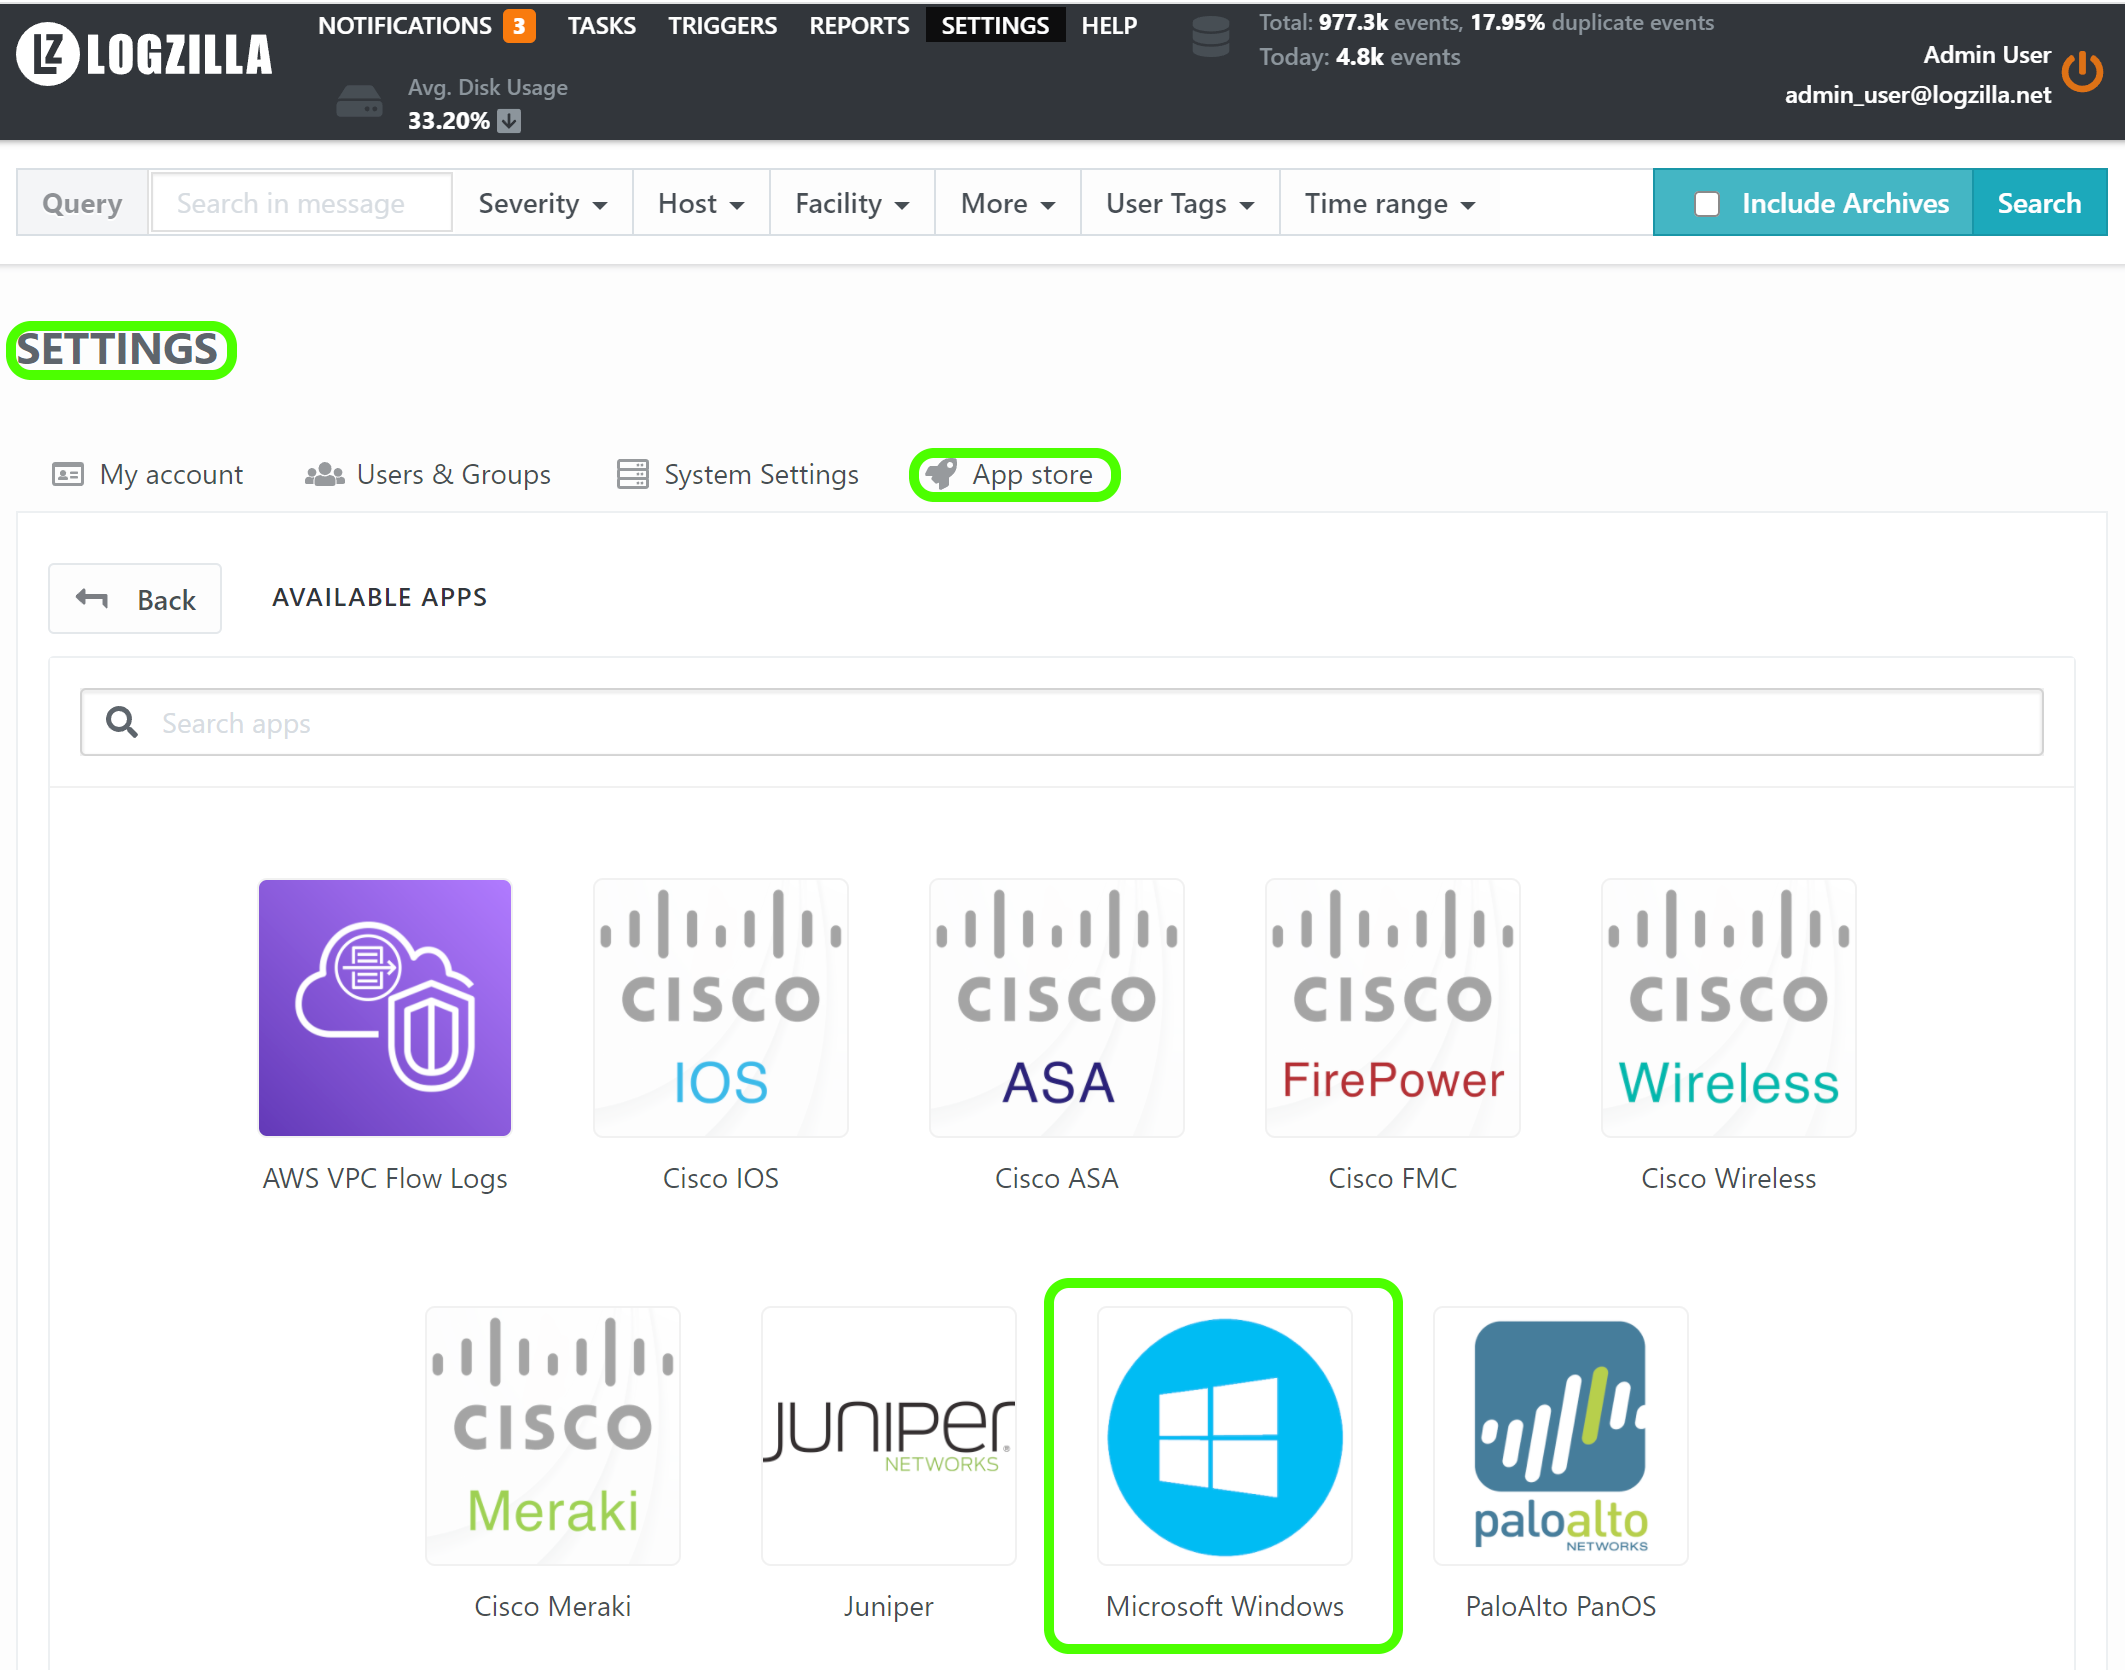 LZ LOGZILLA
NOTIFICATIONS 3 TASKS TRIGGERS REPORTS SETTINGS HELP
Avg. Disk Usage
33.20%
Total: 977.3k events, 17.95% duplicate events
Today: 4.8k events
Admin User
admin_user@logzilla.net
Query Search in message Severity Host Facility More User Tags Time range Include Archives Search
SETTINGS
My account Users & Groups System Settings App store
Back AVAILABLE APPS
Search apps
CISCO CISCO CISCO CISCO
IOS ASA FirePower Wireless
AWS VPC Flow Logs Cisco IOS Cisco ASA Cisco FMC Cisco Wireless
CISCO
Meraki
JUNIPer
NETWORKS
paloalto
NETWORKS
Cisco Meraki Juniper Microsoft Windows PaloAlto PanOS